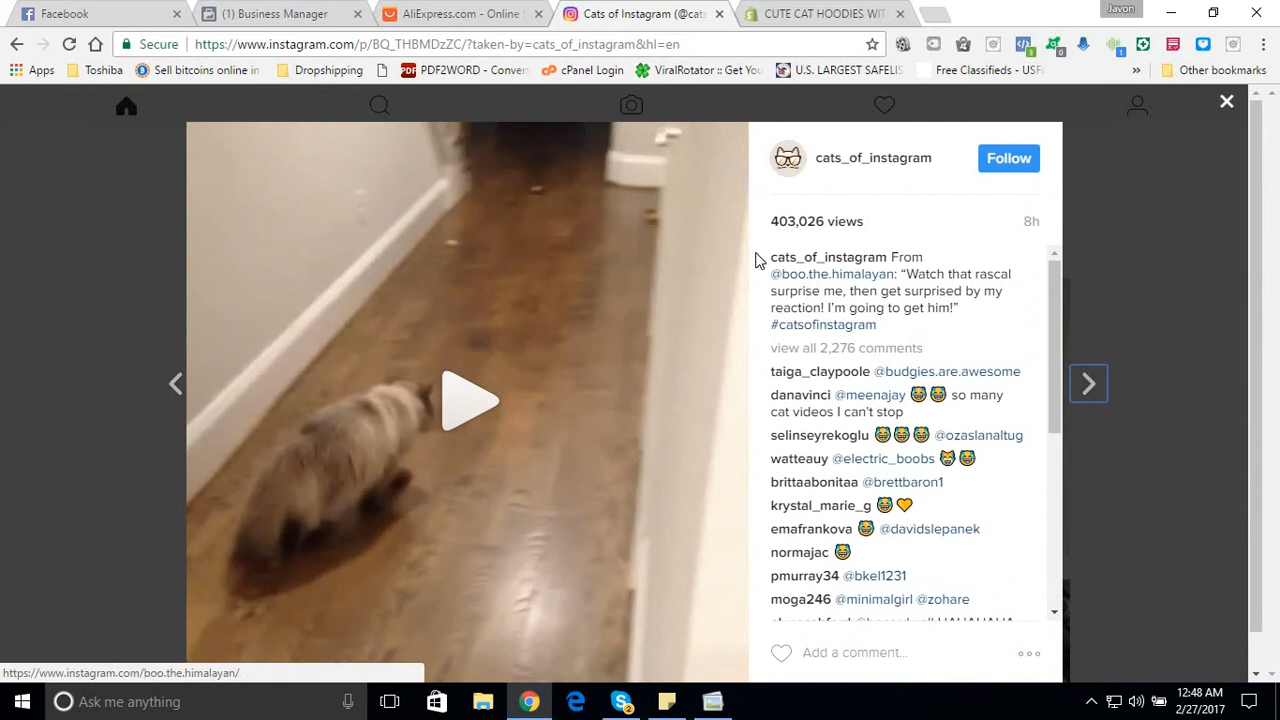 Facebook
(1) Business Manager
AliExpress.com - Online
Cats of Instagram (@cats
CUTE CAT HOODIES WIT
Javon
Secure
https://www.instagram.com/p/BQ_THBMDzZC/?taken-by=cats_of_instagram&hl=en
Apps
Toshiba
Sell bitcoins online in
Dropshipping
PDF2WORD - Convert
cPanel Login
ViralRotator :: Get You
U.S. LARGEST SAFELIS
Free Classifieds - USF
»
Other bookmarks
cats_of_instagram
Follow
403,026 views
8h
cats_of_instagram From
@boo.the.himalayan: “Watch that rascal
surprise me, then get surprised by my
reaction! I’m going to get him!”
#catsofinstagram
view all 2,276 comments
taiga_claypoole @budgies.are.awesome
danavinci @meenajay 😹 😹 so many
cat videos I can't stop
selinseyrekoglu 😹 😹 😹 @ozaslanaltug
watteauy @electric_boobs 😸 😹
brittaabonitaa @brettbaron1
krystal_marie_g 😹 💛
emafrankova 😹 @davidslepanek
normajac 😹
pmurray34 @bkel1231
moga246 @minimalgirl @zohare
Add a comment...
https://www.instagram.com/boo.the.himalayan/
Ask me anything
12:48 AM
2/27/2017